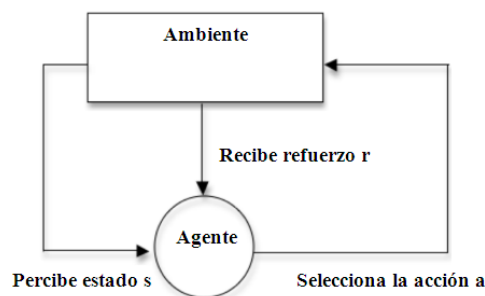 Ambiente
Recibe refuerzo r
Agente
Percibe estado s
Selecciona la acción a